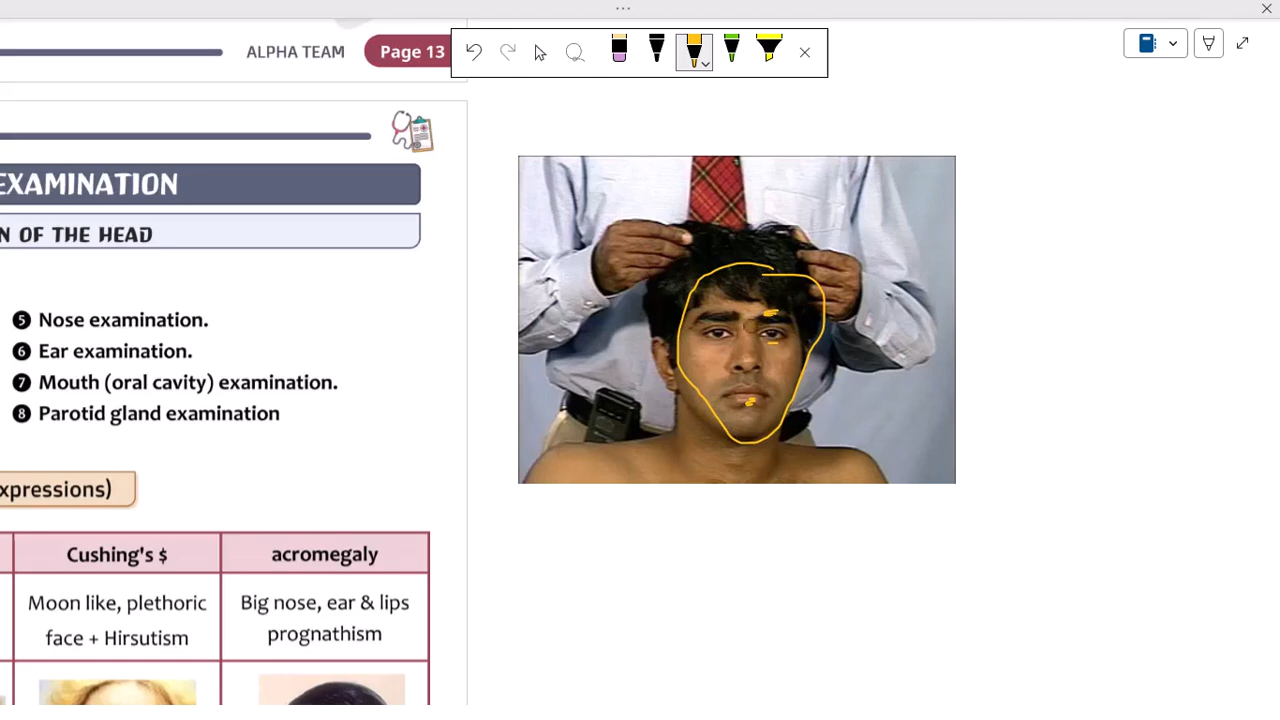 ALPHA TEAM Page 13
EXAMINATION
N OF THE HEAD
5 Nose examination.
6 Ear examination.
7 Mouth (oral cavity) examination.
8 Parotid gland examination
xpressions)
Cushing's $ acromegaly
Moon like, plethoric Big nose, ear & lips
face + Hirsutism prognathism